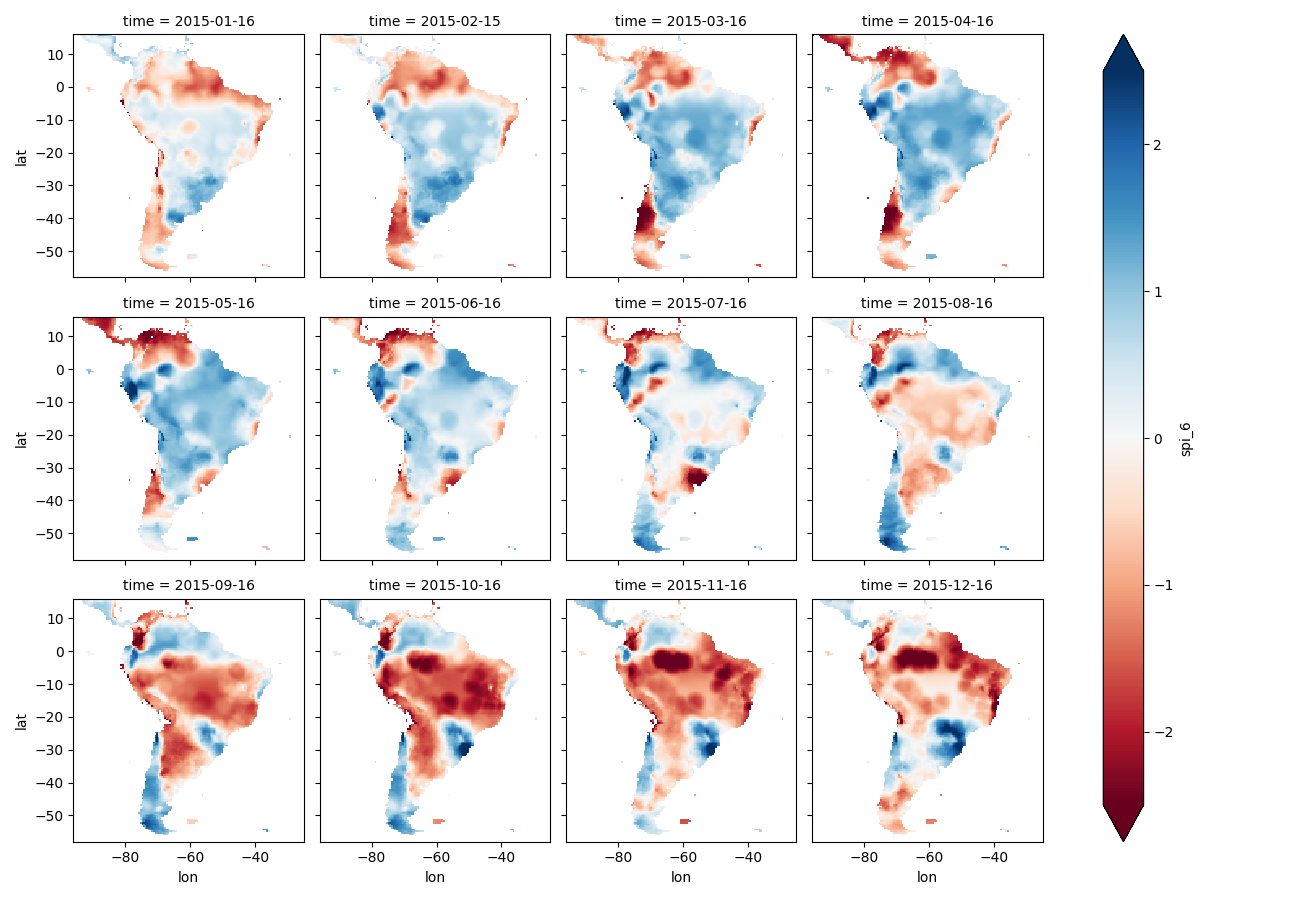 time = 2015-01-16
time = 2015-02-15
time = 2015-03-16
time = 2015-04-16
10
0
−10
−20
−30
−40
−50
lat
time = 2015-05-16
time = 2015-06-16
time = 2015-07-16
time = 2015-08-16
10
0
−10
−20
−30
−40
−50
lat
time = 2015-09-16
time = 2015-10-16
time = 2015-11-16
time = 2015-12-16
10
0
−10
−20
−30
−40
−50
lat
−80 −60 −40
lon
−80 −60 −40
lon
−80 −60 −40
lon
−80 −60 −40
lon
2
1
0
−1
−2
spi_6